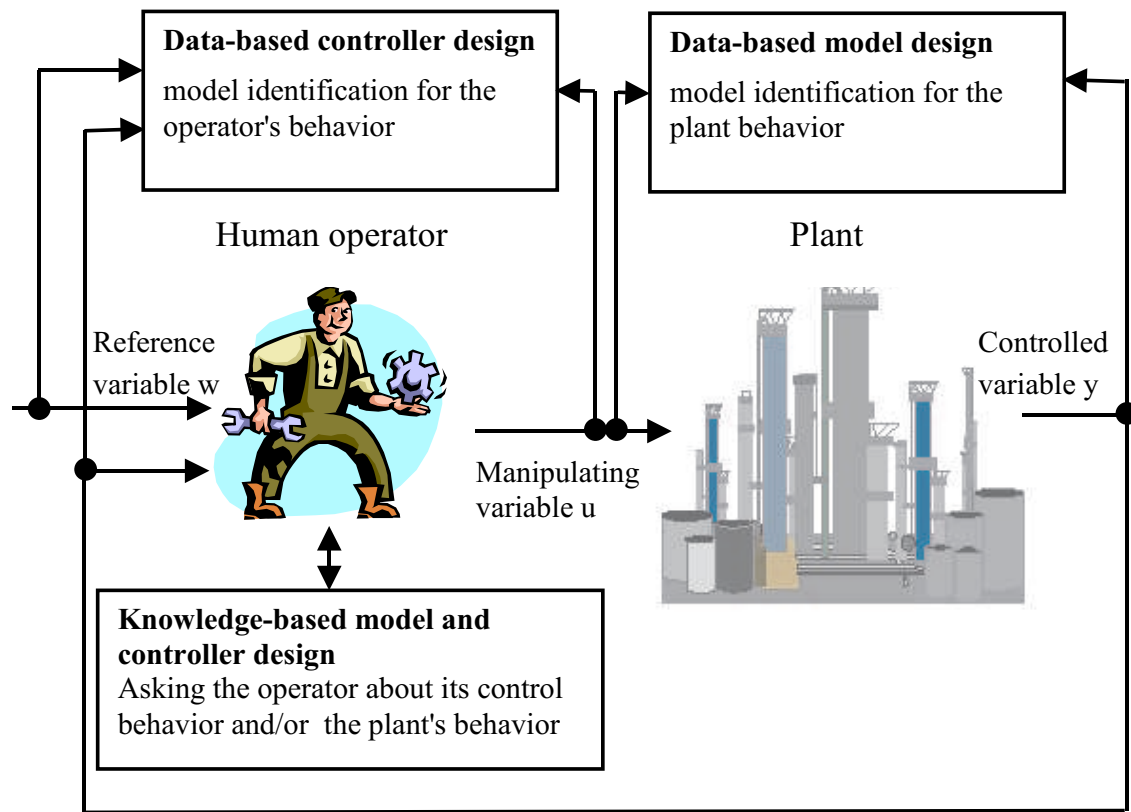 Data-based controller design
model identification for the
operator's behavior
Data-based model design
model identification for the
plant behavior
Human operator
Plant
Reference
variable w
Controlled
variable y
Manipulating
variable u
Knowledge-based model and
controller design
Asking the operator about its control
behavior and/or the plant's behavior